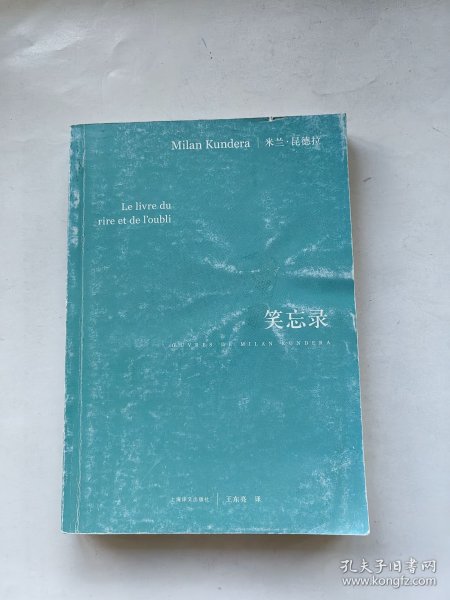 Milan Kundera | 米兰·昆德拉
Le livre du
rire et de l'oubli
笑忘录
ŒUVRES DE MILAN KUNDERA
上海译文出版社 | 王东亮 译
孔夫子旧书网
www.kongfz.com